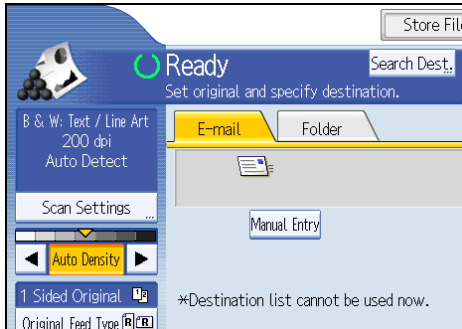 Store File
Ready
Search Dest.
Set original and specify destination.
B & W: Text / Line Art
200 dpi
Auto Detect
E-mail
Folder
Scan Settings
Manual Entry
Auto Density
1 Sided Original
*Destination list cannot be used now.
Original Feed Type